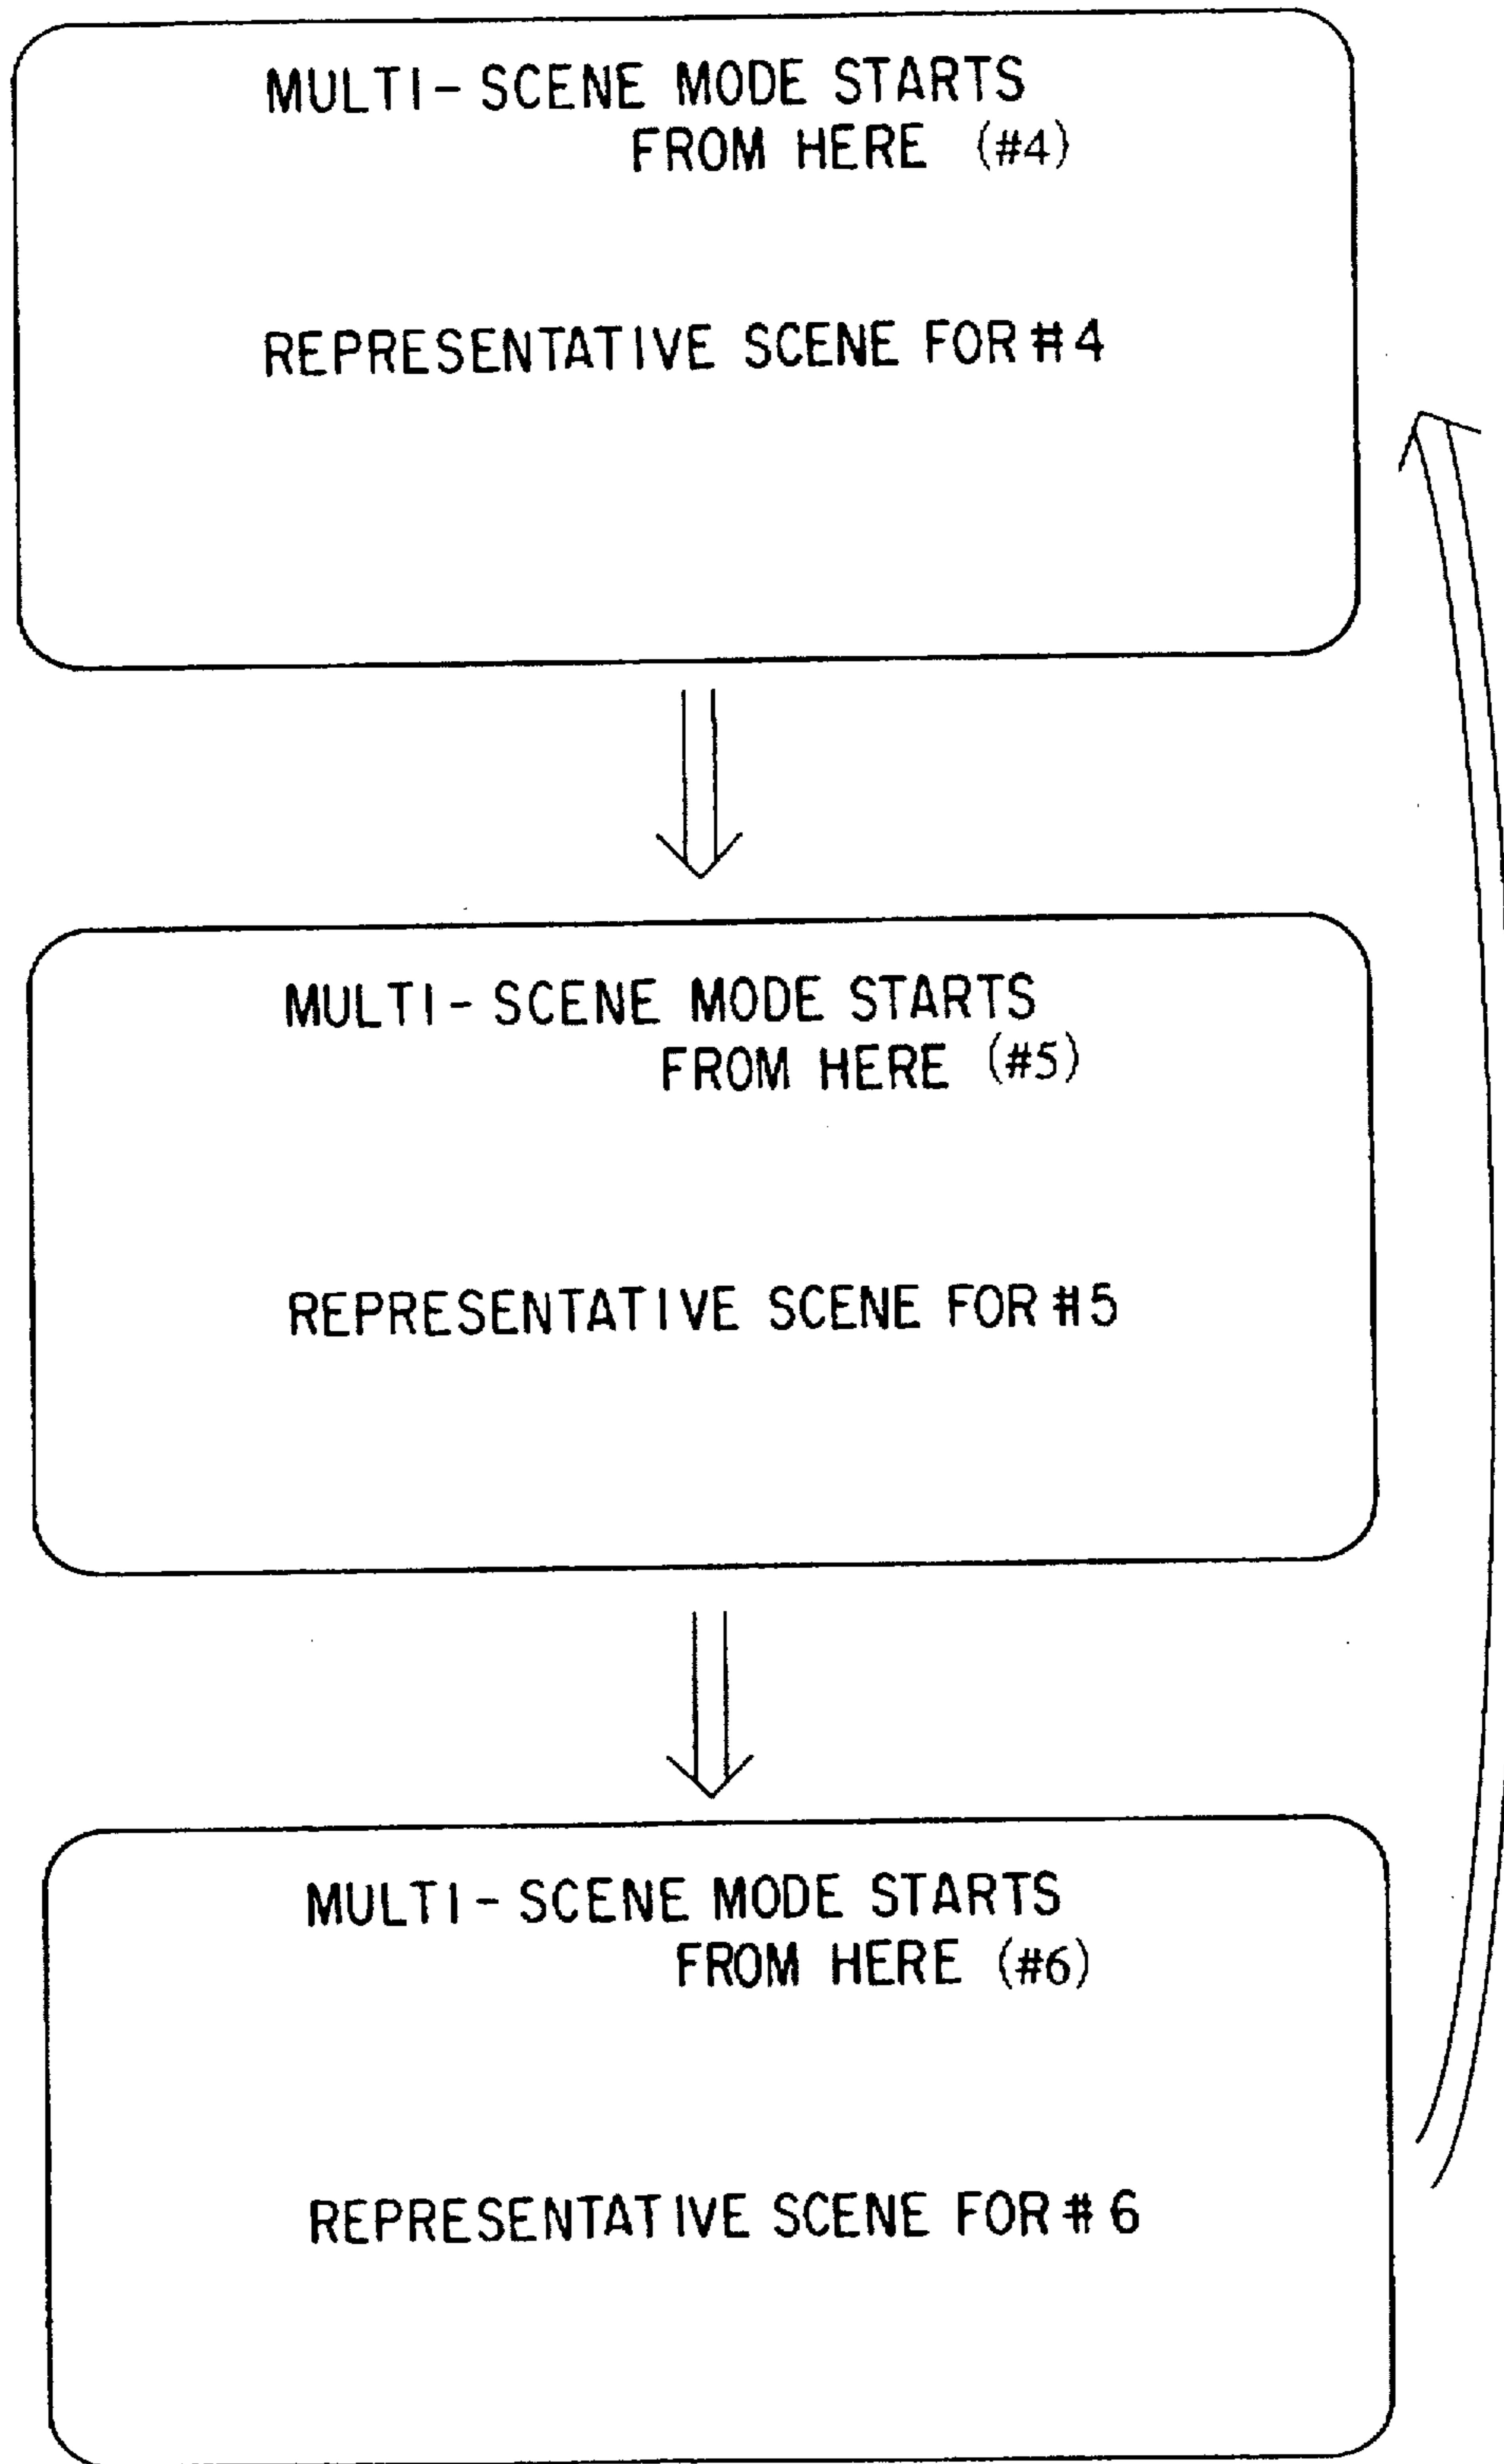 MULTI-SCENE MODE STARTS
FROM HERE (#4)
REPRESENTATIVE SCENE FOR #4
MULTI-SCENE MODE STARTS
FROM HERE (#5)
REPRESENTATIVE SCENE FOR #5
MULTI-SCENE MODE STARTS
FROM HERE (#6)
REPRESENTATIVE SCENE FOR #6